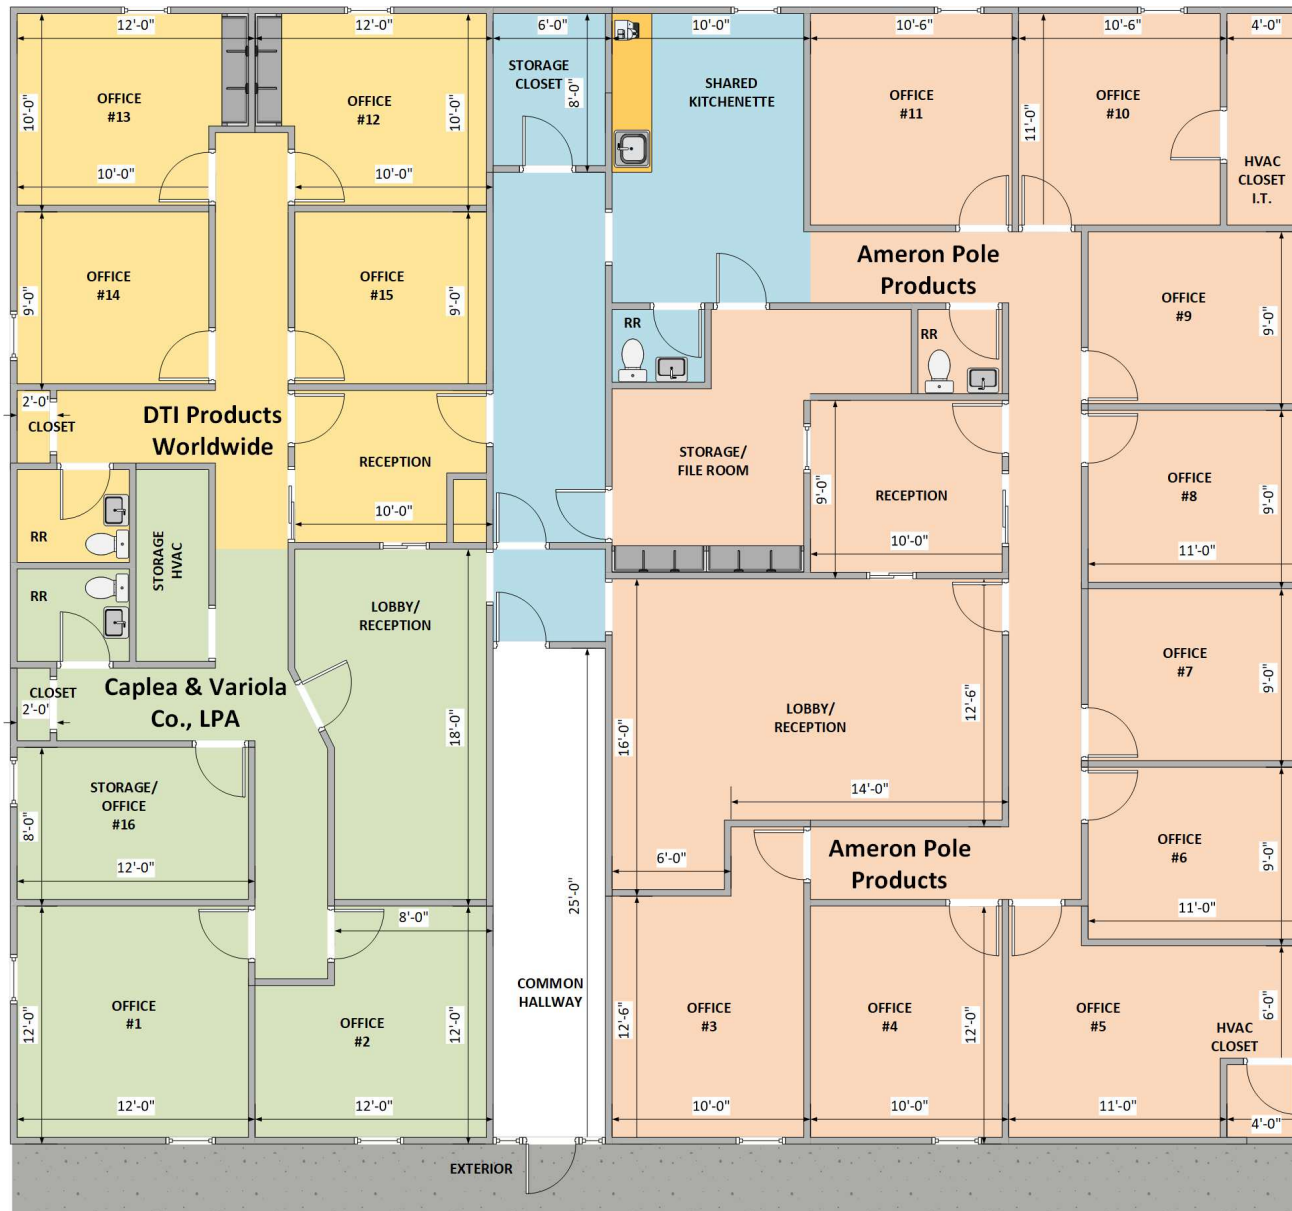 12'-0"
12'-0"
6'-0"
10'-0"
10'-6"
10'-6"
4'-0"
OFFICE
#13
OFFICE
#12
STORAGE
CLOSET
8'-0"
SHARED
KITCHENETTE
OFFICE
#11
OFFICE
#10
11'-0"
10'-0"
10'-0"
HVAC
CLOSET
I.T.
10'-0"
10'-0"
OFFICE
#14
OFFICE
#15
9'-0"
9'-0"
Ameron Pole
Products
OFFICE
#9
9'-0"
RR
RR
2'-0'
CLOSET
DTI Products
Worldwide
RECEPTION
10'-0"
STORAGE/
FILE ROOM
9'-0"
RECEPTION
10'-0"
OFFICE
#8
9'-0"
11'-0"
RR
STORAGE
HVAC
RR
LOBBY/
RECEPTION
CLOSET
2'-0'
Caplea & Variola
Co., LPA
18'-0"
LOBBY/
RECEPTION
16'-0"
12'-6"
14'-0"
6'-0"
OFFICE
#7
9'-0"
STORAGE/
OFFICE
#16
8'-0"
12'-0"
Ameron Pole
Products
OFFICE
#6
9'-0"
11'-0"
8'-0"
25'-0"
COMMON
HALLWAY
OFFICE
#1
12'-0"
12'-0"
OFFICE
#2
12'-0"
12'-0"
OFFICE
#3
12'-6"
10'-0"
OFFICE
#4
12'-0"
10'-0"
OFFICE
#5
6'-0"
HVAC
CLOSET
11'-0"
4'-0"
EXTERIOR